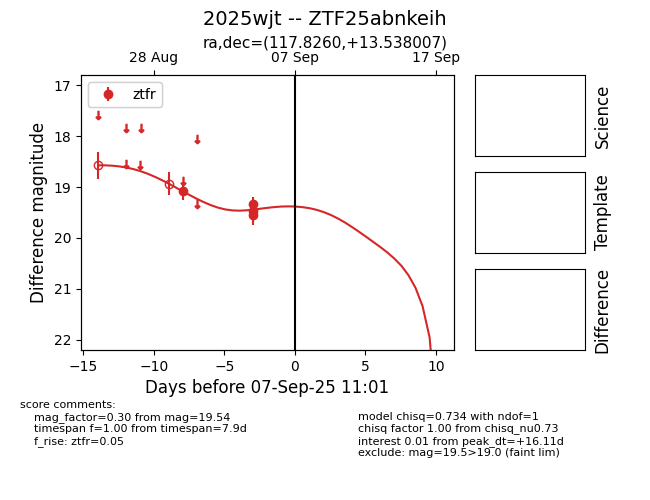 2025wjt -- ZTF25abnkeih
ra,dec=(117.8260,+13.538007)
28 Aug 07 Sep 17 Sep
ztfr
17
18
19
20
21
22
Difference magnitude
−15 −10 −5 0 5 10
Days before 07-Sep-25 11:01
Science
Template
Difference
score comments:
mag_factor=0.30 from mag=19.54
timespan f=1.00 from timespan=7.9d
f_rise: ztfr=0.05
model chisq=0.734 with ndof=1
chisq factor 1.00 from chisq_nu0.73
interest 0.01 from peak_dt=+16.11d
exclude: mag=19.5>19.0 (faint lim)